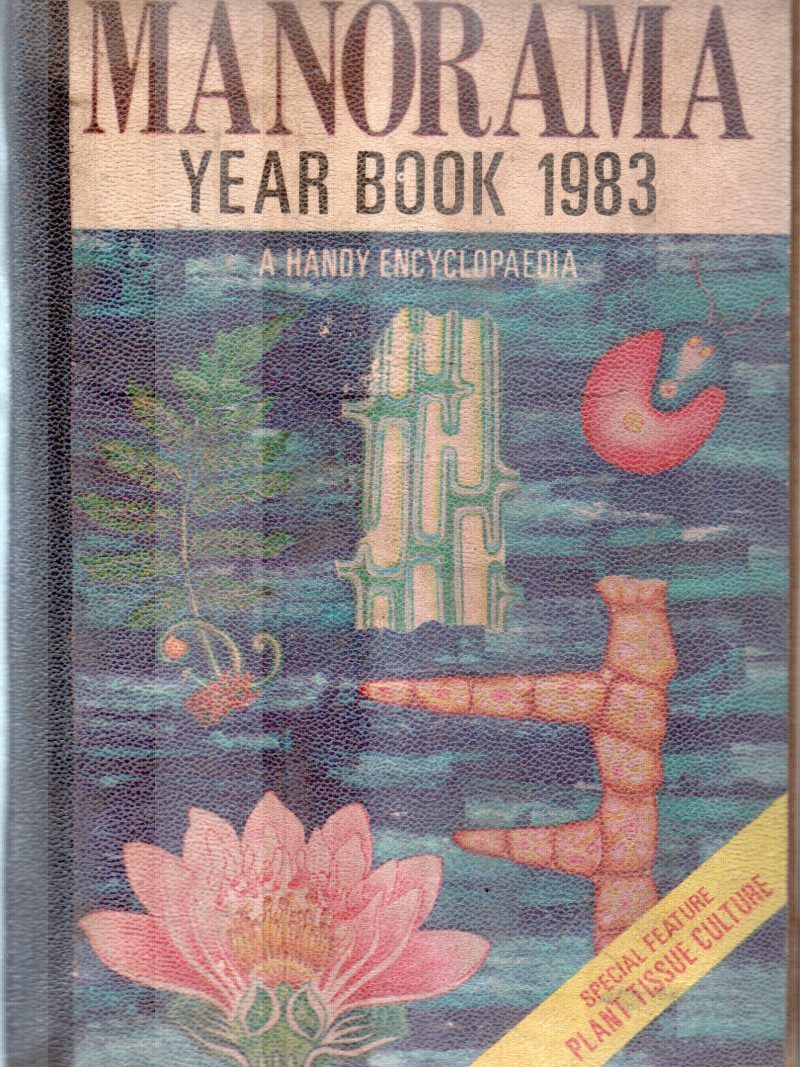 MANORAMA
YEAR BOOK 1983
A HANDY ENCYCLOPAEDIA
SPECIAL FEATURE
PLANT TISSUE CULTURE